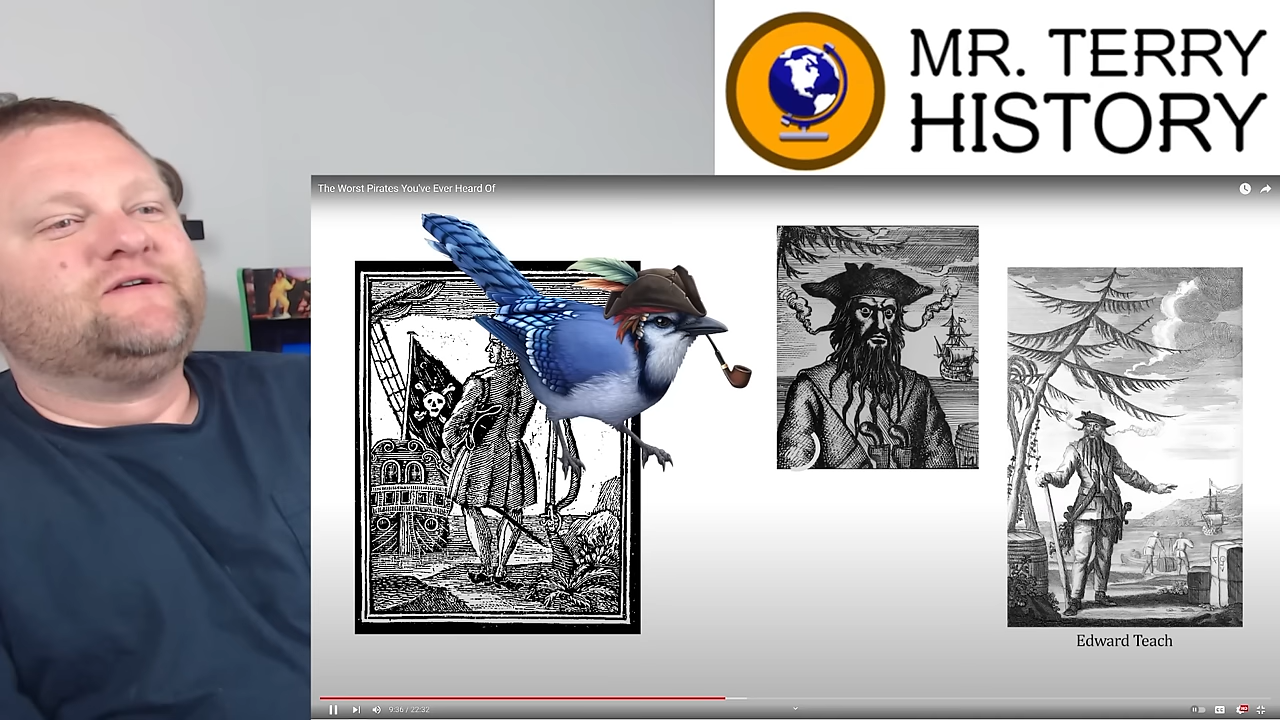 MR. TERRY
HISTORY
The Worst Pirates You've Ever Heard Of
Edward Teach
9:36 / 22:32